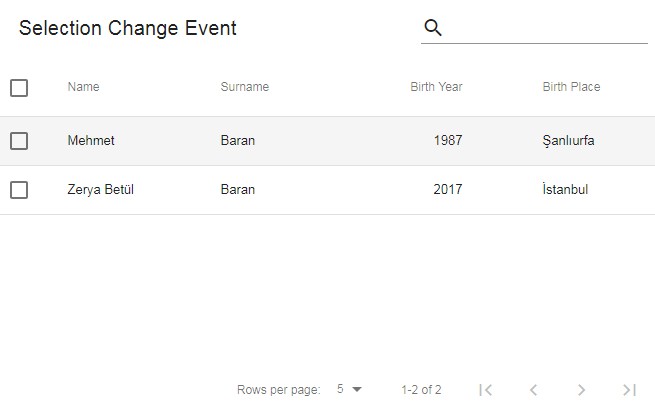 Selection Change Event
Name Surname Birth Year Birth Place
Mehmet Baran 1987 Şanlıurfa
Zerya Betül Baran 2017 İstanbul
Rows per page: 5 1-2 of 2